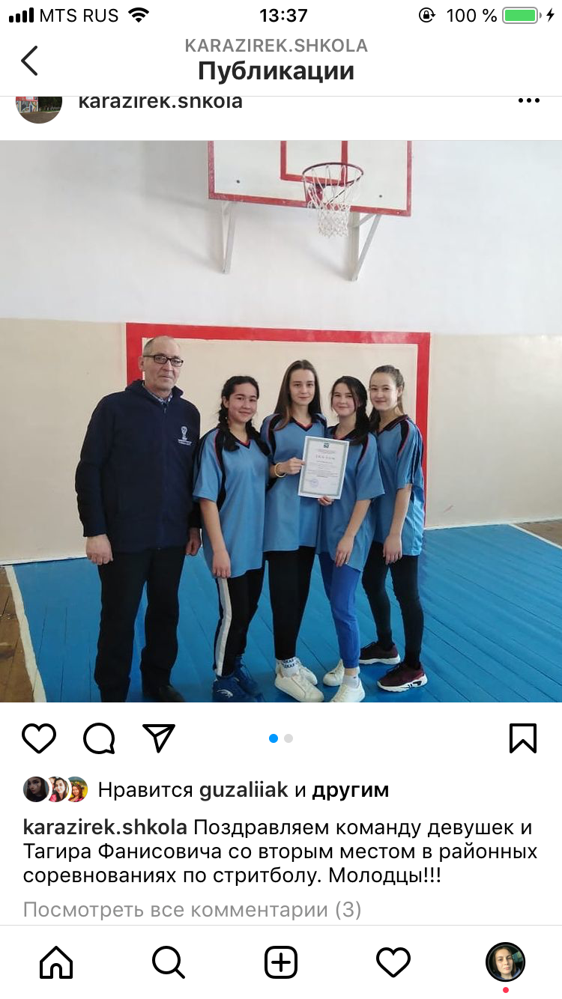 MTS RUS
13:37
100 %
KARAZIREK.SHKOLA
Публикации
karazirek.shkola
ДИПЛОМ
Нравится guzaliiak и другим
karazirek.shkola Поздравляем команду девушек и
Тагира Фанисовича со вторым местом в районных
соревнованиях по стритболу. Молодцы!!!
Посмотреть все комментарии (3)